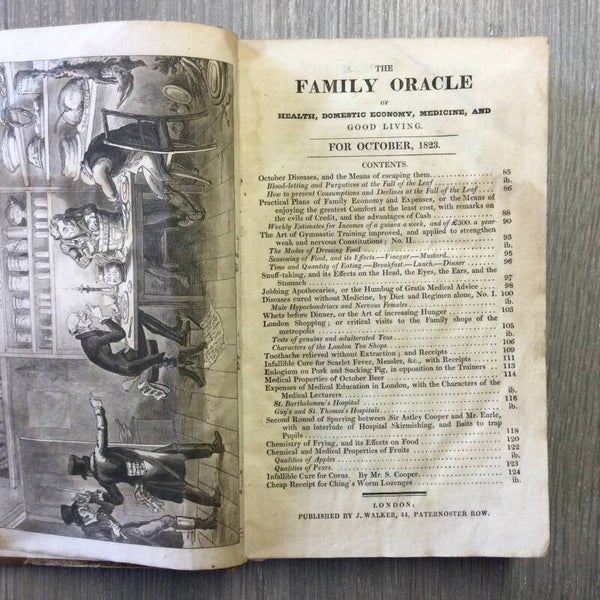 THE
FAMILY ORACLE
OF
HEALTH, DOMESTIC ECONOMY, MEDICINE, AND
GOOD LIVING.
FOR OCTOBER, 1823.
CONTENTS.
October Diseases, and the Means of escaping them. 85
Blood-letting and Purgatives at the Fall of the Leaf ib.
How to prevent Consumptions and Declines at the Fall of the Leaf 86
Practical Plans of Family Economy and Expenses, or the Means of
enjoying the greatest Comfort at the least cost, with remarks on
the evils of Credit, and the advantages of Cash 88
Weekly Estimates for Incomes of a guinea a week, and of £300. a year 90
The Art of Gymnastic Training improved, and applied to strengthen
weak and nervous Constitutions; No. II. 93
The Modes of Dressing Food ib.
Seasoning of Food, and its Effects.—Vinegar.—Mustard. 95
Time and Quantity of Eating.—Breakfast.—Lunch.—Dinner 96
Snuff-taking, and its Effects on the Head, the Eyes, the Ears, and the
Stomach 97
Jobbing Apothecaries, or the Humbug of Gratis Medical Advice 98
Diseases cured without Medicine, by Diet and Regimen alone, No. I. 100
Male Hypochondriacs and Nervous Females ib.
Whets before Dinner, or the Art of increasing Hunger 103
London Shopping; or critical visits to the Family shops of the
metropolis 105
Tests of genuine and adulterated Teas ib.
Characters of the London Tea Shops 106
Toothache relieved without Extraction; and Receipts 109
Infallible Cure for Scarlet Fever, Measles, &c., with Receipts 111
Eulogium on Pork and Sucking Pig, in opposition to the Trainers 113
Medical Properties of October Beer 114
Expenses of Medical Education in London, with the Characters of the
Medical Lecturers ib.
St. Bartholomew's Hospital 116
Guy's and St. Thomas's Hospitals ib.
Second Round of Sparring between Sir Astley Cooper and Mr. Earle,
with an interlude of Hospital Skirmishing, and Baits to trap
Pupils 118
Chemistry of Frying, and its Effects on Food 120
Chemical and Medical Properties of Fruits 122
Qualities of Apples ib.
Qualities of Pears. 123
Infallible Cure for Corns. By Mr. S. Cooper. 124
Cheap Receipt for Ching's Worm Lozenges ib.
LONDON:
PUBLISHED BY J. WALKER, 44, PATERNOSTER ROW.